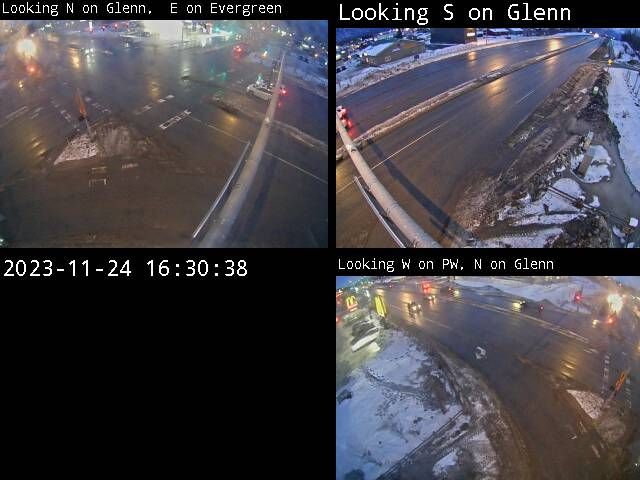 Looking N on Glenn,  E on Evergreen
Looking S on Glenn
2023-11-24 16:30:38
Looking W on PW, N on Glenn